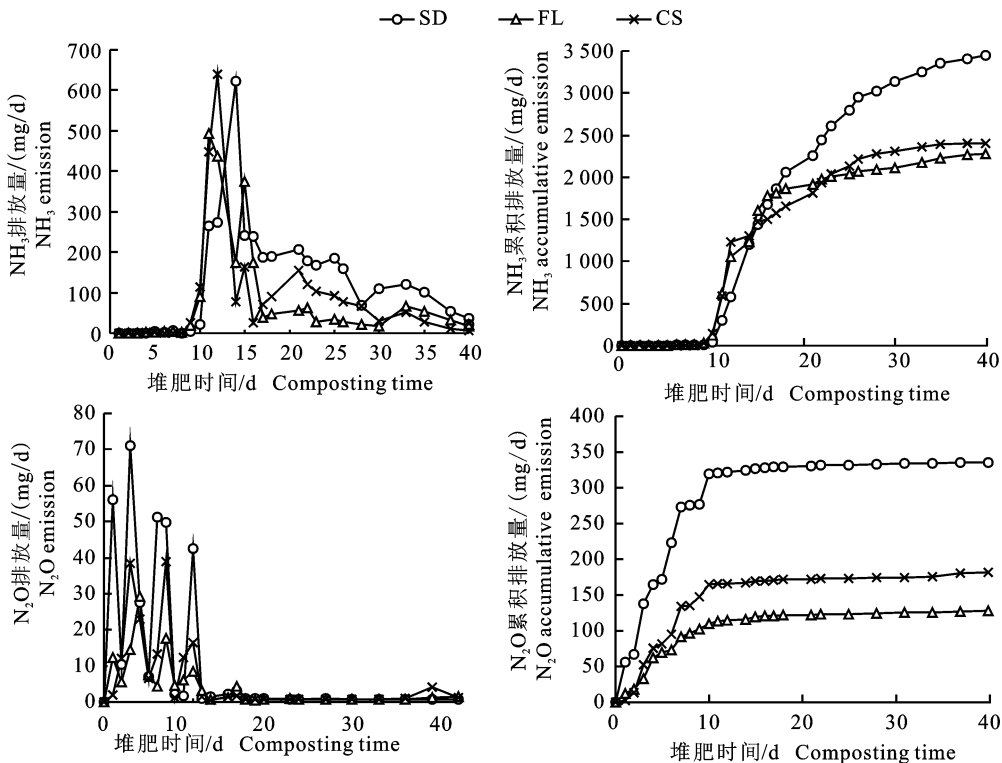 SD FL CS
NH₃排放量/(mg/d)
NH₃ emission
700
600
500
400
300
200
100
0
0 5 10 15 20 25 30 35 40
堆肥时间/d Composting time
NH₃累积排放量/(mg/d)
NH₃ accumulative emission
3 500
3 000
2 500
2 000
1 500
1 000
500
0
0 10 20 30 40
堆肥时间/d Composting time
N₂O排放量/(mg/d)
N₂O emission
80
70
60
50
40
30
20
10
0
0 10 20 30 40
堆肥时间/d Composting time
N₂O累积排放量/(mg/d)
N₂O accumulative emission
400
350
300
250
200
150
100
50
0
0 10 20 30 40
堆肥时间/d Composting time